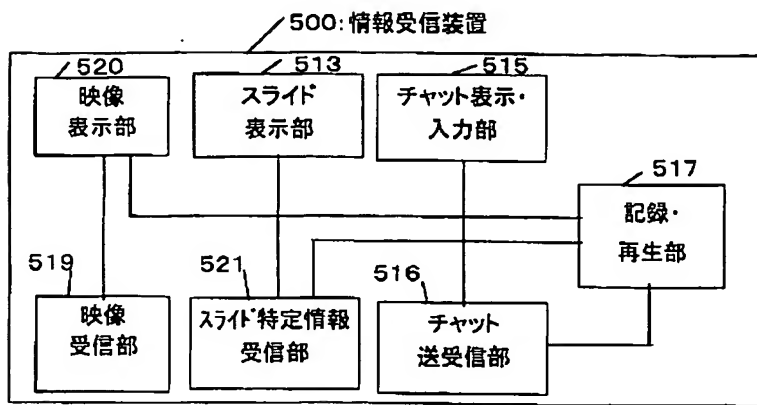 500:情報受信装置
520
映像
表示部
513
スライド
表示部
515
チャット表示・
入力部
517
記録・
再生部
519
映像
受信部
521
スライド特定情報
受信部
516
チャット
送受信部